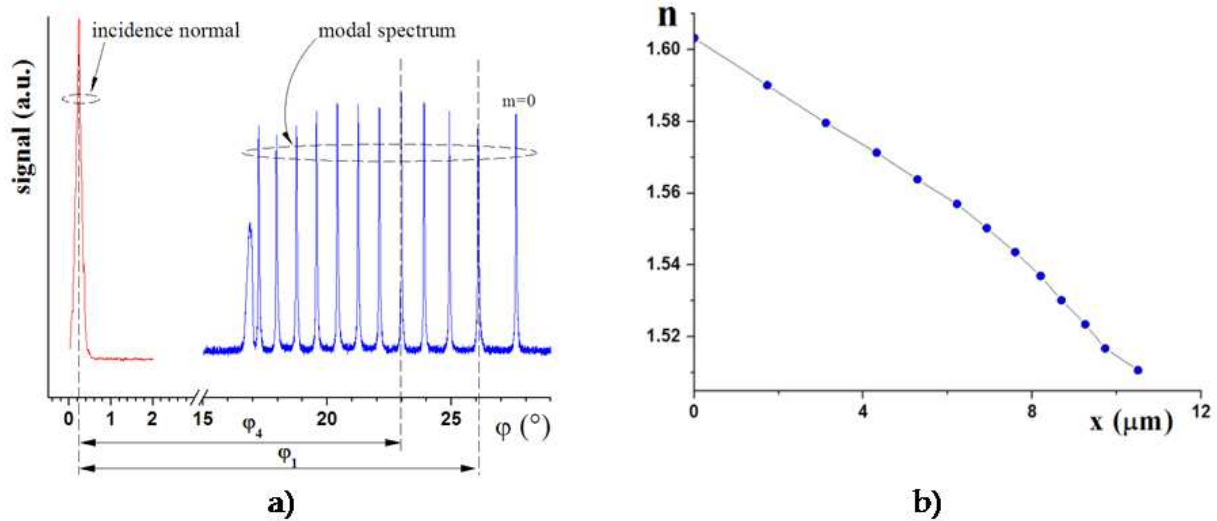 incidence normal
modal spectrum
m=0
signal (a.u.)
0 1 2 15 20 25 φ (°)
φ4
φ1
a)
n
1.60
1.58
1.56
1.54
1.52
0 4 8 12
x (μm)
b)